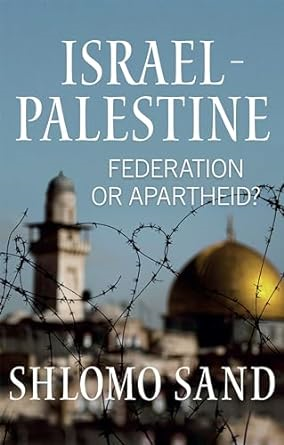 ISRAEL-
PALESTINE
FEDERATION
OR APARTHEID?
SHLOMO SAND